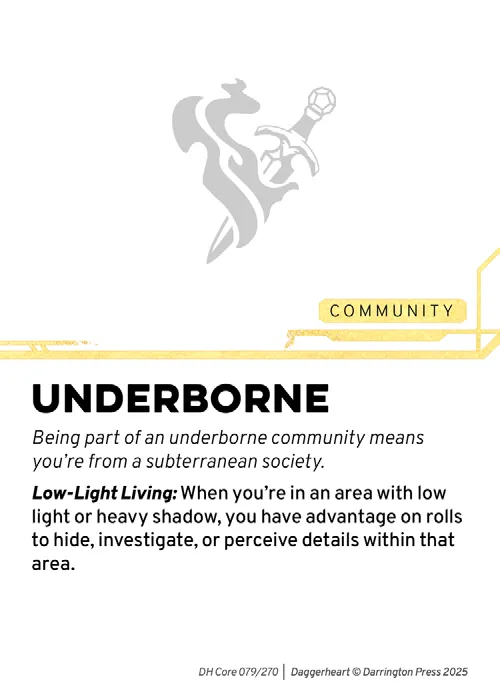 COMMUNITY
UNDERBORNE
Being part of an underborne community means
you’re from a subterranean society.
Low-Light Living: When you’re in an area with low
light or heavy shadow, you have advantage on rolls
to hide, investigate, or perceive details within that
area.
DH Core 079/270 | Daggerheart © Darrington Press 2025